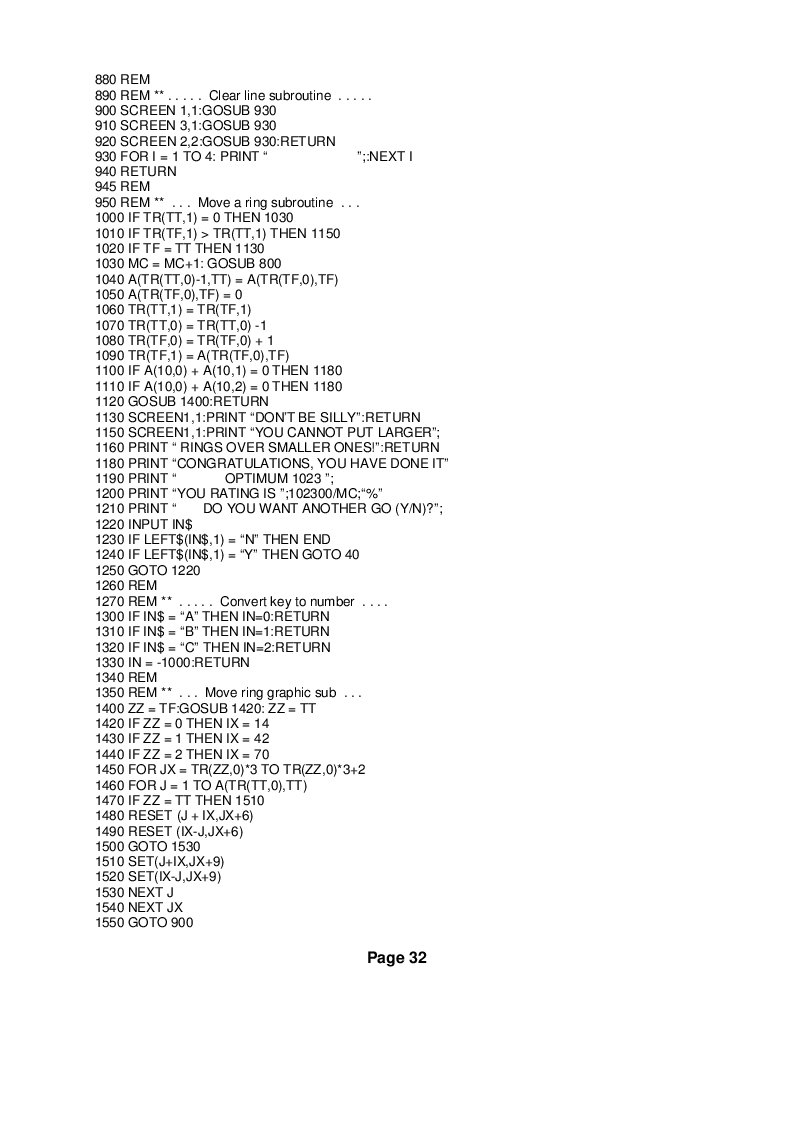 880 REM
890 REM ** . . . . .  Clear line subroutine  . . . . .
900 SCREEN 1,1:GOSUB 930
910 SCREEN 3,1:GOSUB 930
920 SCREEN 2,2:GOSUB 930:RETURN
930 FOR I = 1 TO 4: PRINT “                         ”;:NEXT I
940 RETURN
945 REM
950 REM **  . . .  Move a ring subroutine  . . .
1000 IF TR(TT,1) = 0 THEN 1030
1010 IF TR(TF,1) > TR(TT,1) THEN 1150
1020 IF TF = TT THEN 1130
1030 MC = MC+1: GOSUB 800
1040 A(TR(TT,0)-1,TT) = A(TR(TF,0),TF)
1050 A(TR(TF,0),TF) = 0
1060 TR(TT,1) = TR(TF,1)
1070 TR(TT,0) = TR(TT,0) -1
1080 TR(TF,0) = TR(TF,0) + 1
1090 TR(TF,1) = A(TR(TF,0),TF)
1100 IF A(10,0) + A(10,1) = 0 THEN 1180
1110 IF A(10,0) + A(10,2) = 0 THEN 1180
1120 GOSUB 1400:RETURN
1130 SCREEN1,1:PRINT “DON’T BE SILLY”:RETURN
1150 SCREEN1,1:PRINT “YOU CANNOT PUT LARGER”;
1160 PRINT “ RINGS OVER SMALLER ONES!”:RETURN
1180 PRINT “CONGRATULATIONS, YOU HAVE DONE IT”
1190 PRINT “             OPTIMUM 1023 ”;
1200 PRINT “YOU RATING IS ”;102300/MC;“%”
1210 PRINT “       DO YOU WANT ANOTHER GO (Y/N)?”;
1220 INPUT IN$
1230 IF LEFT$(IN$,1) = “N” THEN END
1240 IF LEFT$(IN$,1) = “Y” THEN GOTO 40
1250 GOTO 1220
1260 REM
1270 REM **  . . . . .  Convert key to number  . . . .
1300 IF IN$ = “A” THEN IN=0:RETURN
1310 IF IN$ = “B” THEN IN=1:RETURN
1320 IF IN$ = “C” THEN IN=2:RETURN
1330 IN = -1000:RETURN
1340 REM
1350 REM **  . . .  Move ring graphic sub  . . .
1400 ZZ = TF:GOSUB 1420: ZZ = TT
1420 IF ZZ = 0 THEN IX = 14
1430 IF ZZ = 1 THEN IX = 42
1440 IF ZZ = 2 THEN IX = 70
1450 FOR JX = TR(ZZ,0)*3 TO TR(ZZ,0)*3+2
1460 FOR J = 1 TO A(TR(TT,0),TT)
1470 IF ZZ = TT THEN 1510
1480 RESET (J + IX,JX+6)
1490 RESET (IX-J,JX+6)
1500 GOTO 1530
1510 SET(J+IX,JX+9)
1520 SET(IX-J,JX+9)
1530 NEXT J
1540 NEXT JX
1550 GOTO 900
Page 32